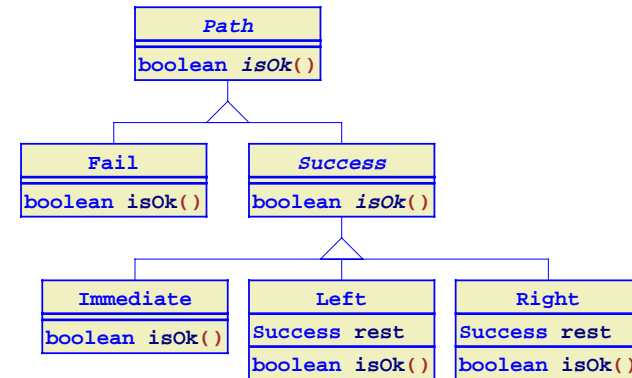 Path
boolean isOk()
Fail
boolean isOk()
Success
boolean isOk()
Immediate
boolean isOk()
Left
Success rest
boolean isOk()
Right
Success rest
boolean isOk()